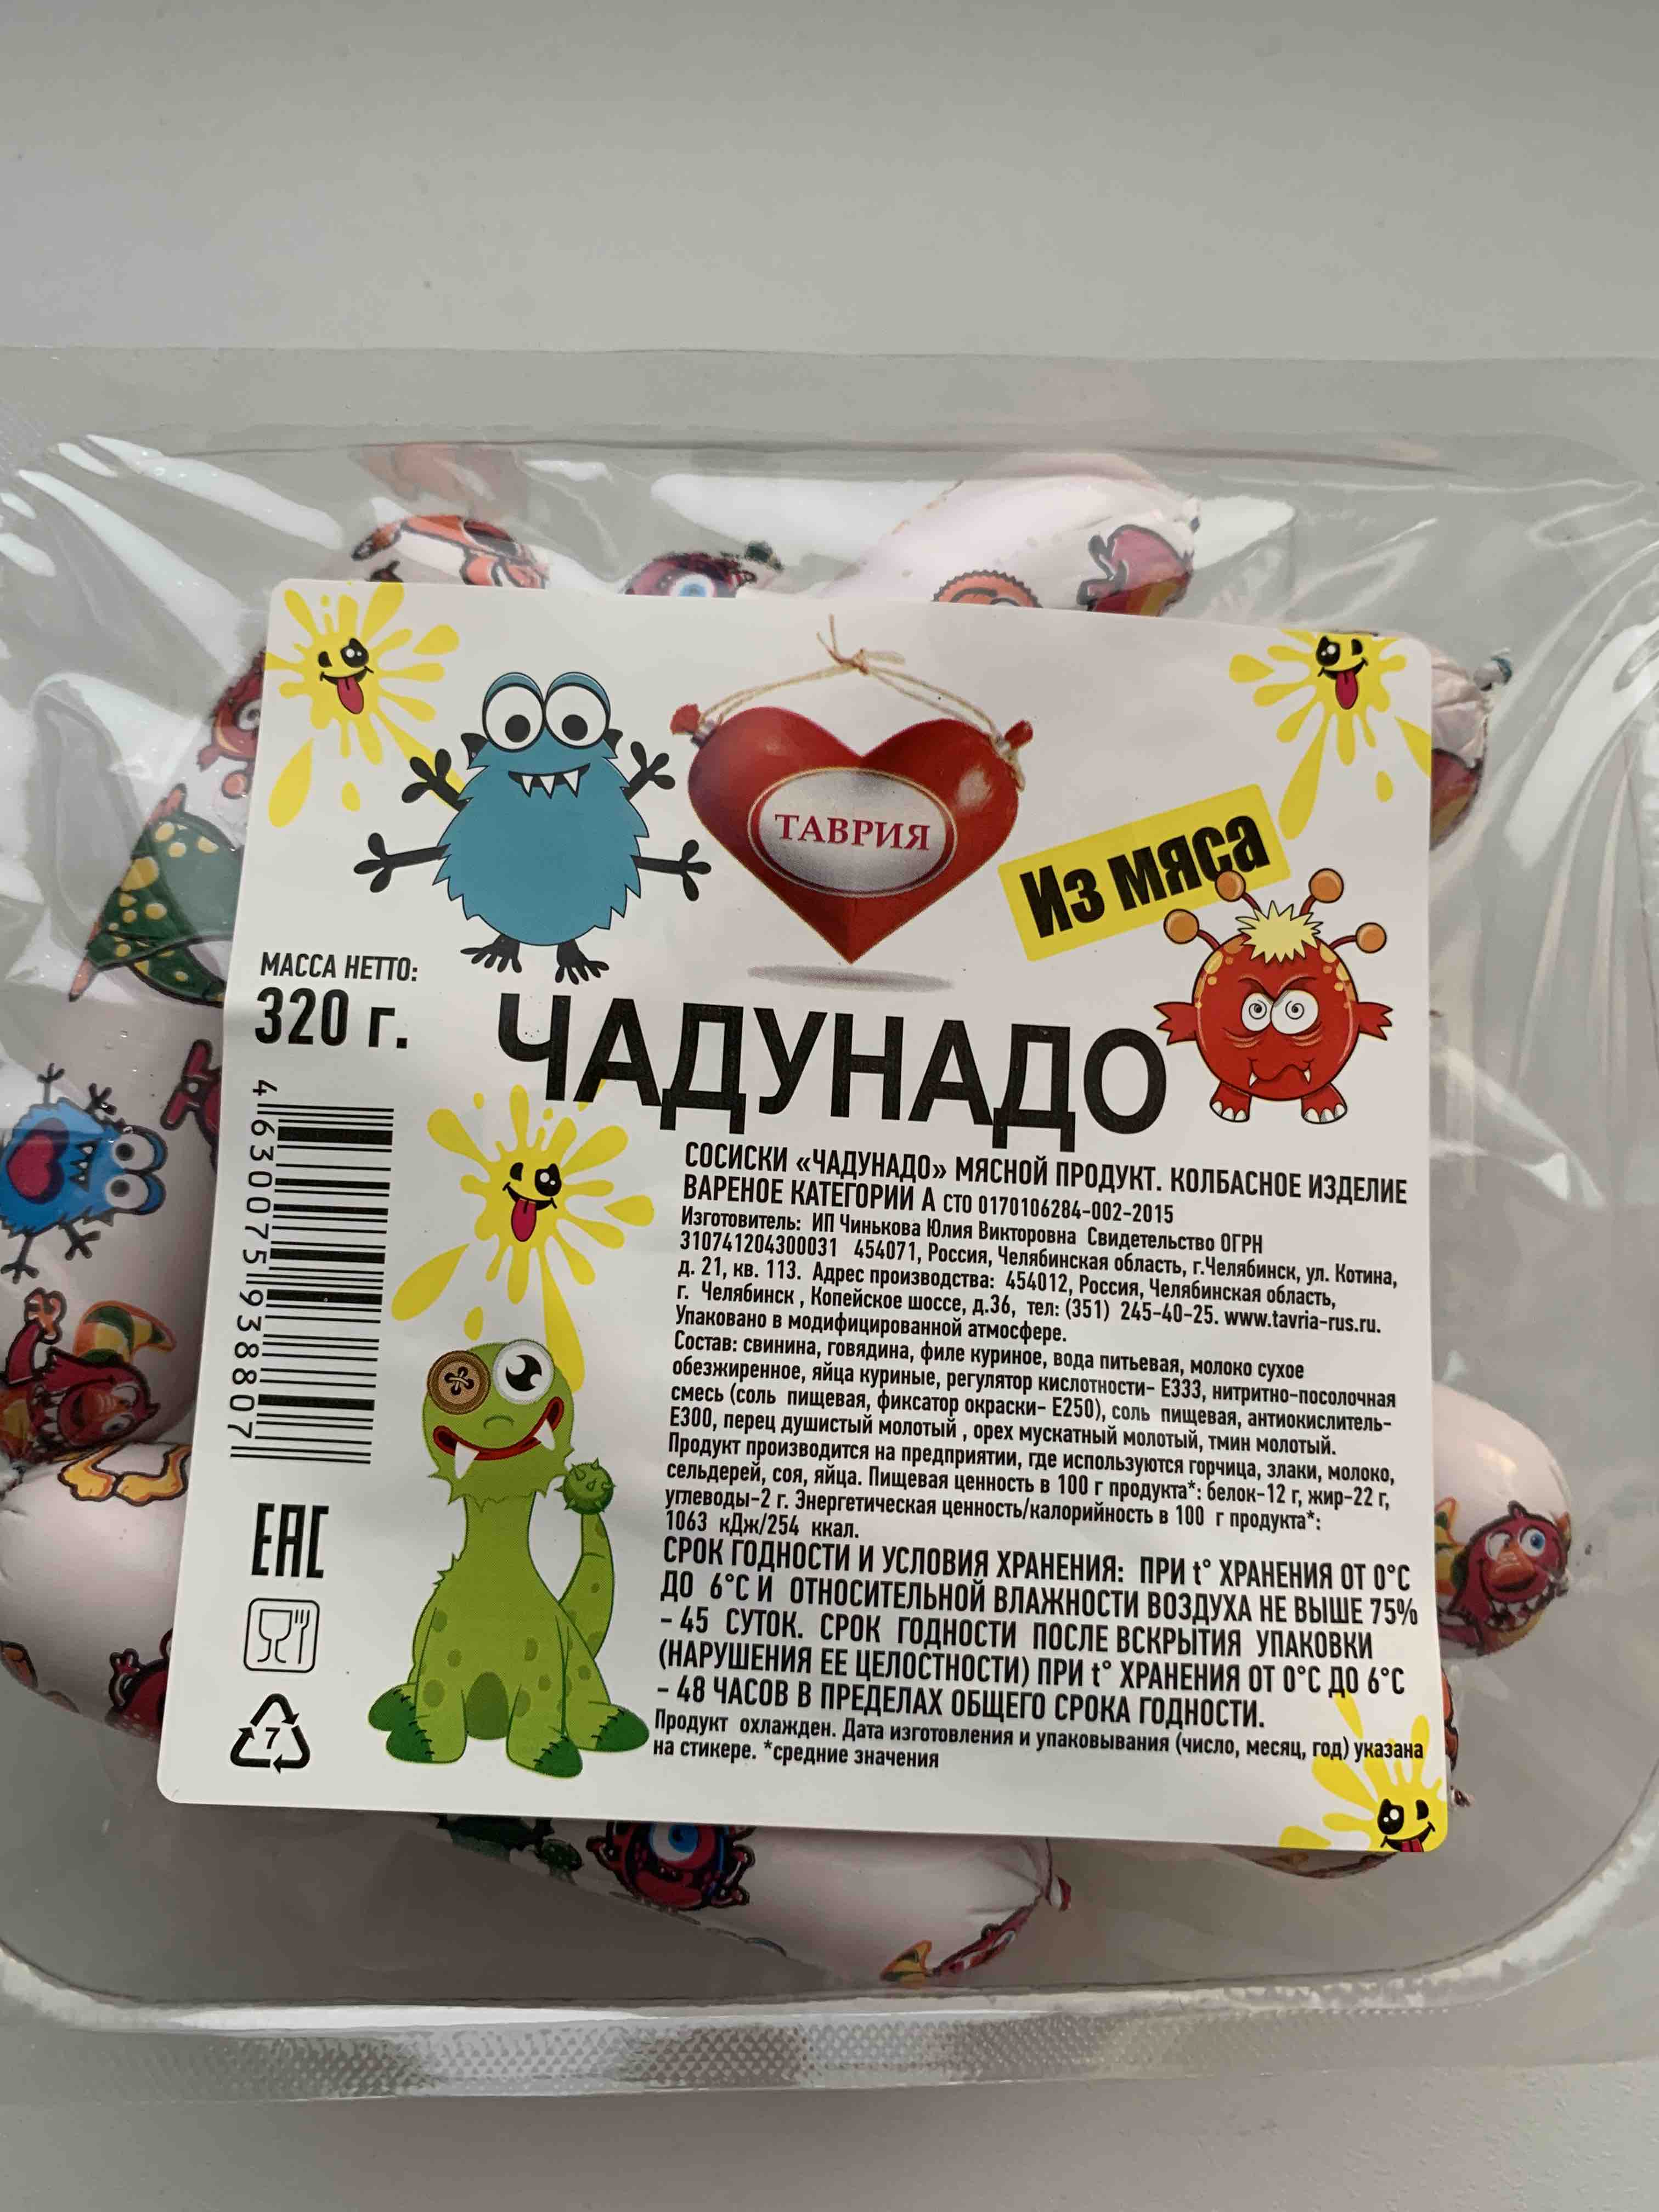 ТАВРИЯ
Из мяса
МАССА НЕТТО:
320 г.
ЧАДУНАДО
СОСИСКИ «ЧАДУНАДО» МЯСНОЙ ПРОДУКТ. КОЛБАСНОЕ ИЗДЕЛИЕ
ВАРЕНОЕ КАТЕГОРИИ А СТО 0170106284-002-2015
Изготовитель: ИП Чинькова Юлия Викторовна Свидетельство ОГРН
310741204300031 454071, Россия, Челябинская область, г.Челябинск, ул. Котина,
д. 21, кв. 113. Адрес производства: 454012, Россия, Челябинская область,
г. Челябинск , Копейское шоссе, д.36, тел: (351) 245-40-25. www.tavria-rus.ru.
Упаковано в модифицированной атмосфере.
Состав: свинина, говядина, филе куриное, вода питьевая, молоко сухое
обезжиренное, яйца куриные, регулятор кислотности- Е333, нитритно-посолочная
смесь (соль пищевая, фиксатор окраски- Е250), соль пищевая, антиокислитель-
Е300, перец душистый молотый , орех мускатный молотый, тмин молотый.
Продукт производится на предприятии, где используются горчица, злаки, молоко,
сельдерей, соя, яйца. Пищевая ценность в 100 г продукта*: белок-12 г, жир-22 г,
углеводы-2 г. Энергетическая ценность/калорийность в 100 г продукта*:
1063 кДж/254 ккал.
СРОК ГОДНОСТИ И УСЛОВИЯ ХРАНЕНИЯ: ПРИ t° ХРАНЕНИЯ ОТ 0°С
ДО 6°С И ОТНОСИТЕЛЬНОЙ ВЛАЖНОСТИ ВОЗДУХА НЕ ВЫШЕ 75%
- 45 СУТОК. СРОК ГОДНОСТИ ПОСЛЕ ВСКРЫТИЯ УПАКОВКИ
(НАРУШЕНИЯ ЕЕ ЦЕЛОСТНОСТИ) ПРИ t° ХРАНЕНИЯ ОТ 0°С ДО 6°С
- 48 ЧАСОВ В ПРЕДЕЛАХ ОБЩЕГО СРОКА ГОДНОСТИ.
Продукт охлажден. Дата изготовления и упаковывания (число, месяц, год) указана
на стикере. *средние значения
4 630075 938807
ЕАС
7